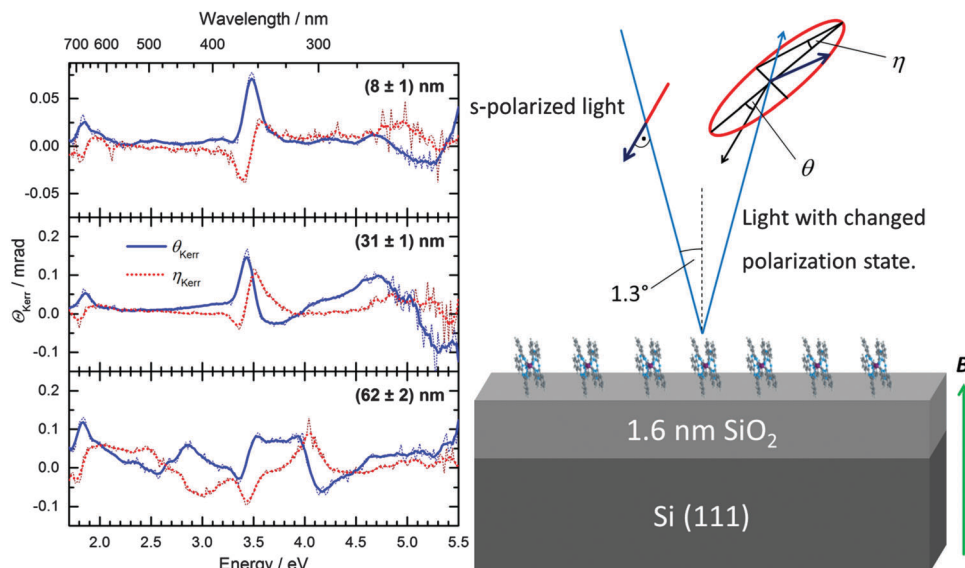 Wavelength / nm
700 600 500 400 300
(8 ± 1) nm
0.05
0.00
-0.05
(31 ± 1) nm
θKerr
ηKerr
0.2
0.1
0.0
-0.1
ΘKerr / mrad
(62 ± 2) nm
0.2
0.1
0.0
-0.1
2.0 2.5 3.0 3.5 4.0 4.5 5.0 5.5
Energy / eV
s-polarized light
η
θ
Light with changed
polarization state.
1.3°
B
1.6 nm SiO₂
Si (111)